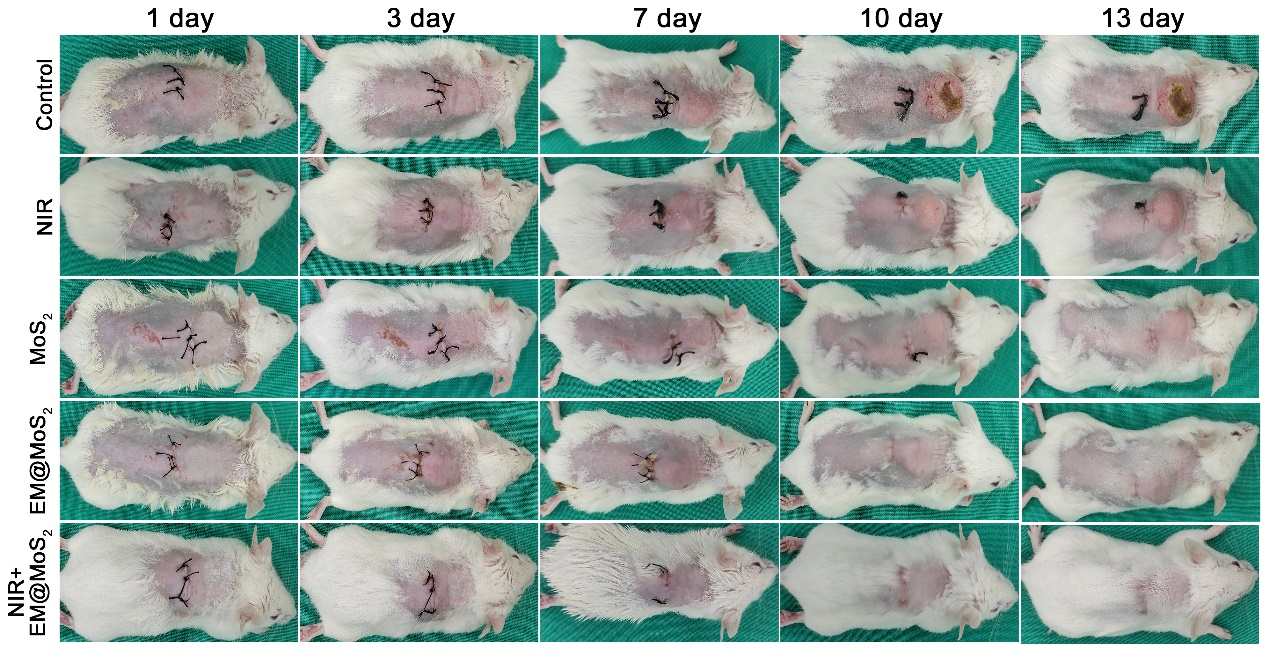 1 day 3 day 7 day 10 day 13 day
Control
NIR
MoS₂
EM@MoS₂
NIR+
EM@MoS₂